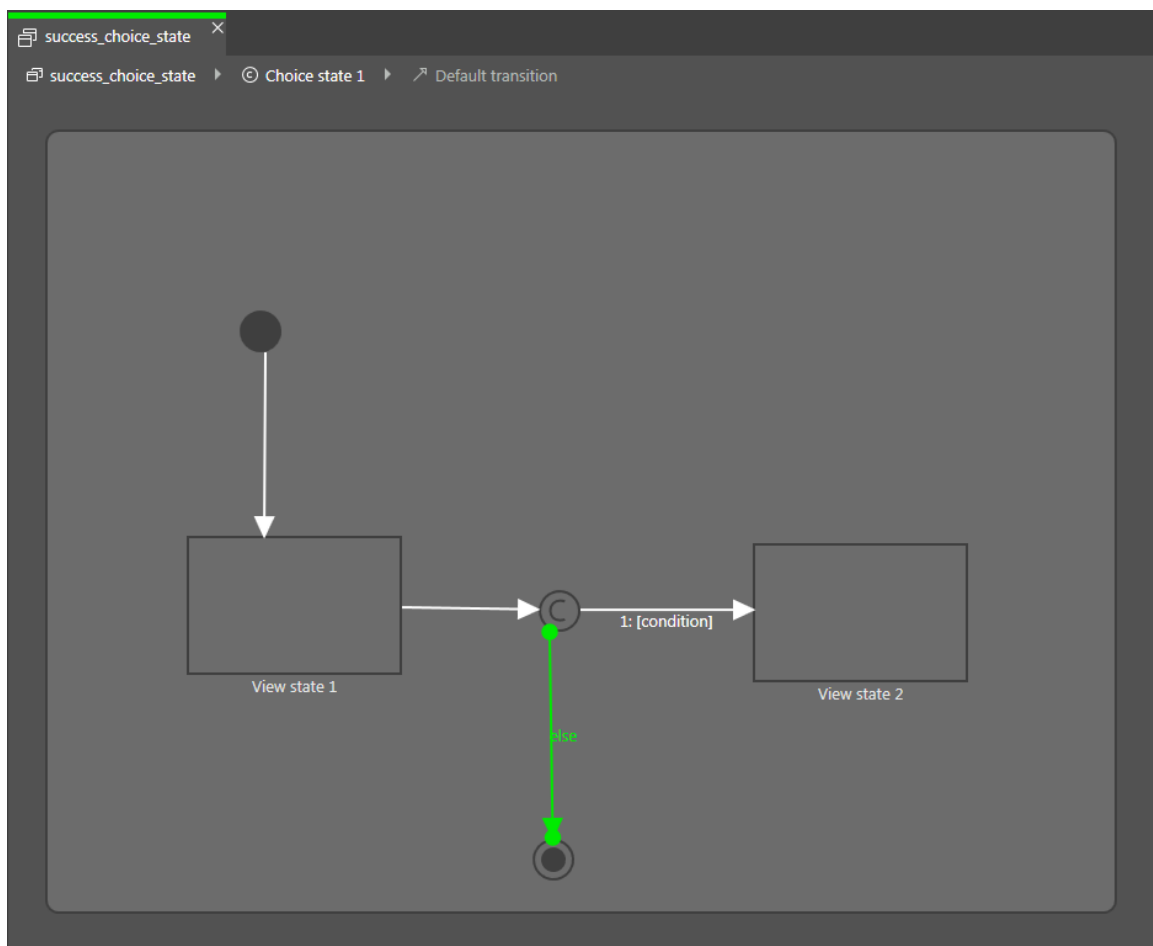 success_choice_state
success_choice_state Choice state 1 Default transition
1: [condition]
View state 1
View state 2
else